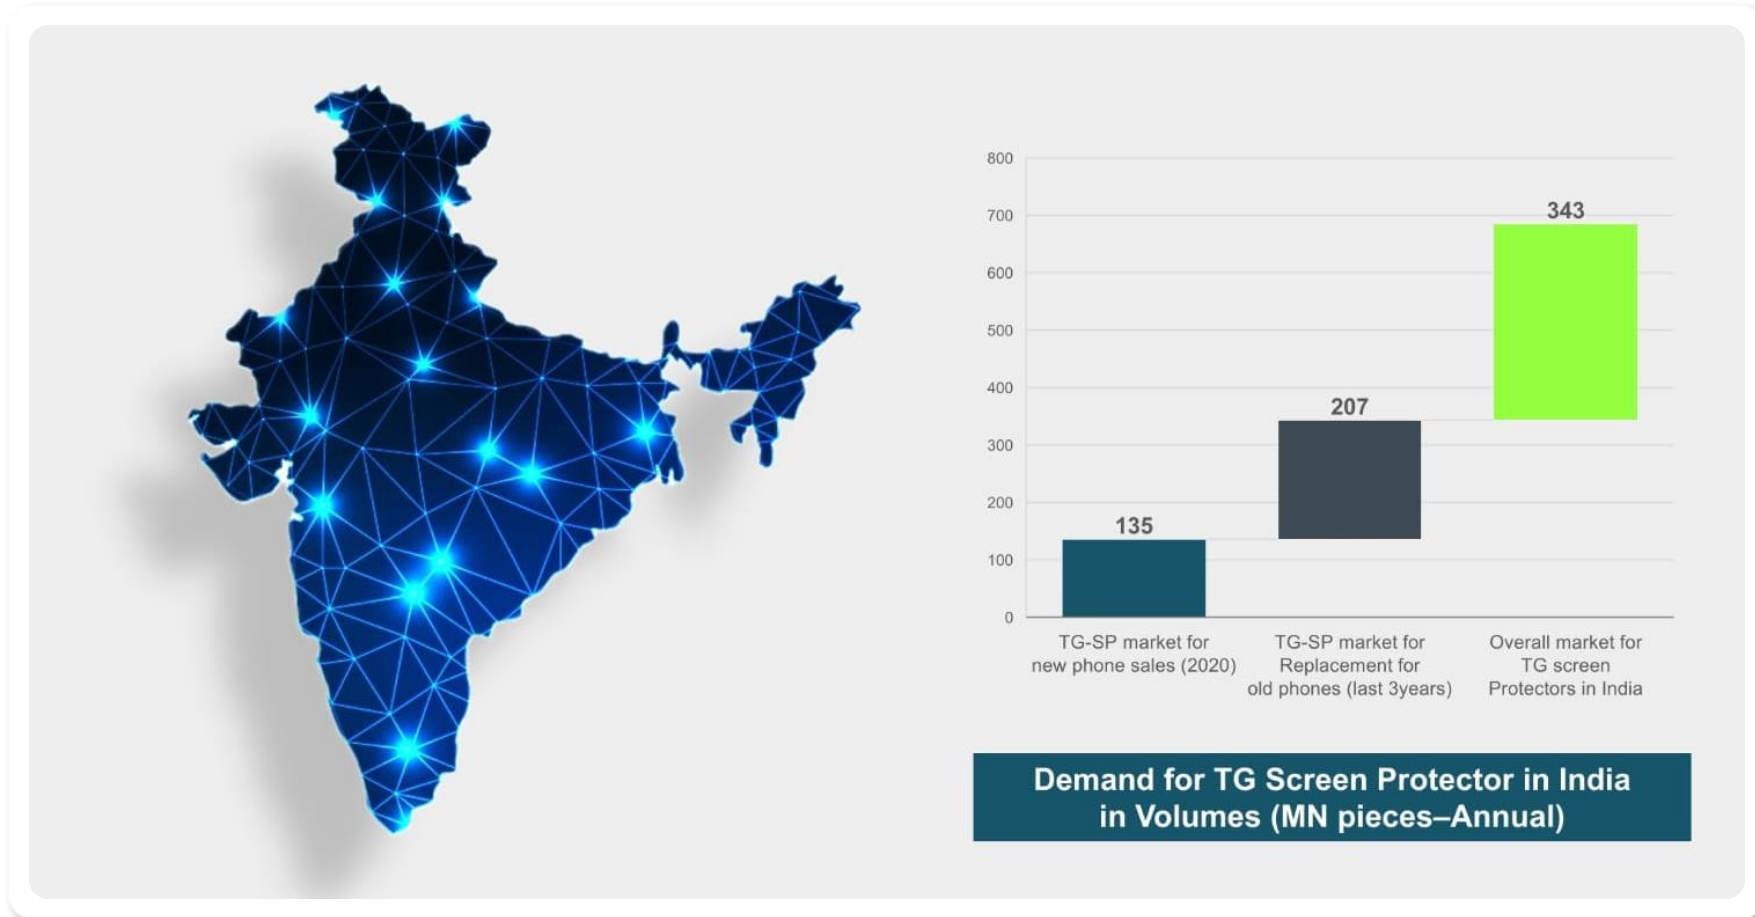 800
700
600
500
400
300
200
100
0
135
207
343
TG-SP market for
new phone sales (2020)
TG-SP market for
Replacement for
old phones (last 3years)
Overall market for
TG screen
Protectors in India
Demand for TG Screen Protector in India
in Volumes (MN pieces–Annual)